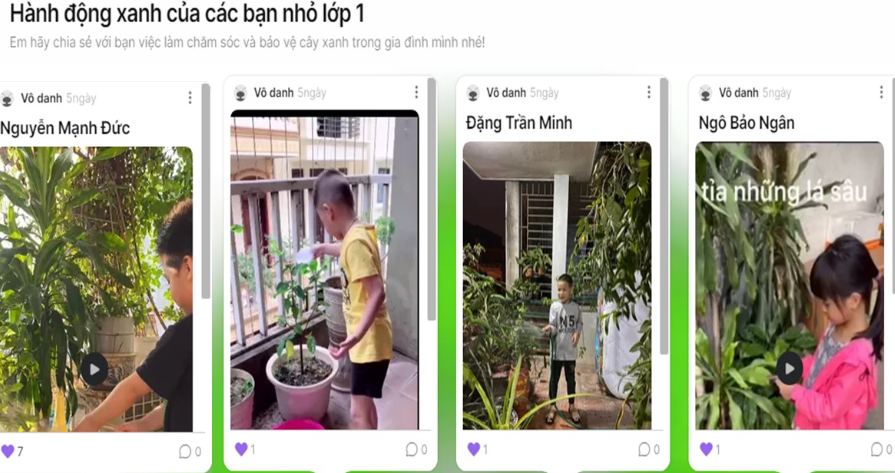 Hành động xanh của các bạn nhỏ lớp 1
Em hãy chia sẻ với bạn việc làm chăm sóc và bảo vệ cây xanh trong gia đình mình nhé!
Vô danh 5ngày
Nguyễn Mạnh Đức
7
0
Vô danh 5ngày
1
0
Vô danh 5ngày
Đặng Trần Minh
N5
1
0
Vô danh 5ngày
Ngô Bảo Ngân
tỉa những lá sâu
1
0